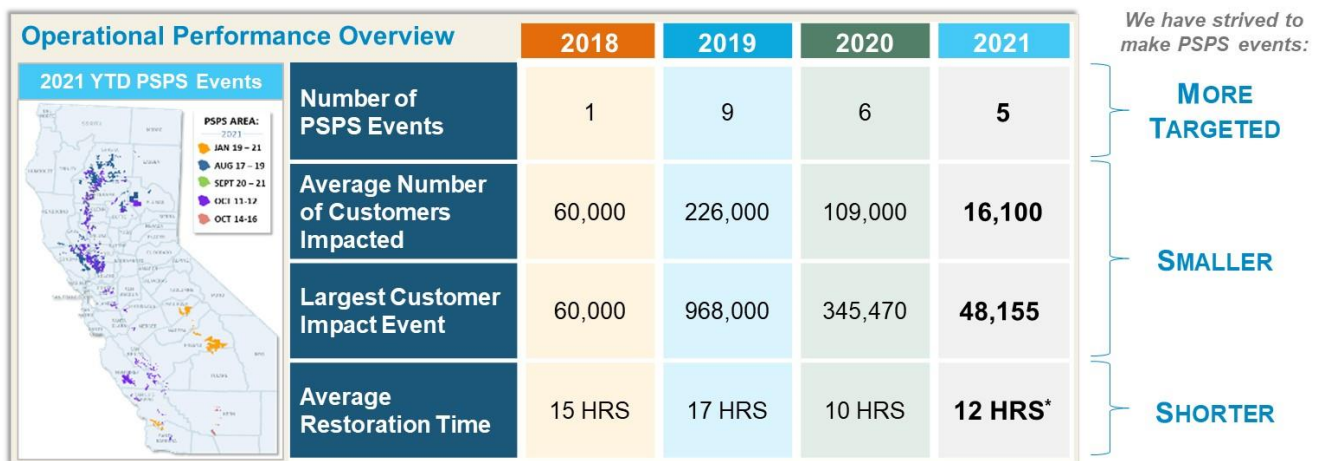 Operational Performance Overview
2018
2019
2020
2021
We have strived to
make PSPS events:
2021 YTD PSPS Events
PSPS AREA:
2021
JAN 19 – 21
AUG 17 – 19
SEPT 20 – 21
OCT 11-12
OCT 14-16
Number of
PSPS Events
1
9
6
5
MORE
TARGETED
Average Number
of Customers
Impacted
60,000
226,000
109,000
16,100
SMALLER
Largest Customer
Impact Event
60,000
968,000
345,470
48,155
Average
Restoration Time
15 HRS
17 HRS
10 HRS
12 HRS*
SHORTER